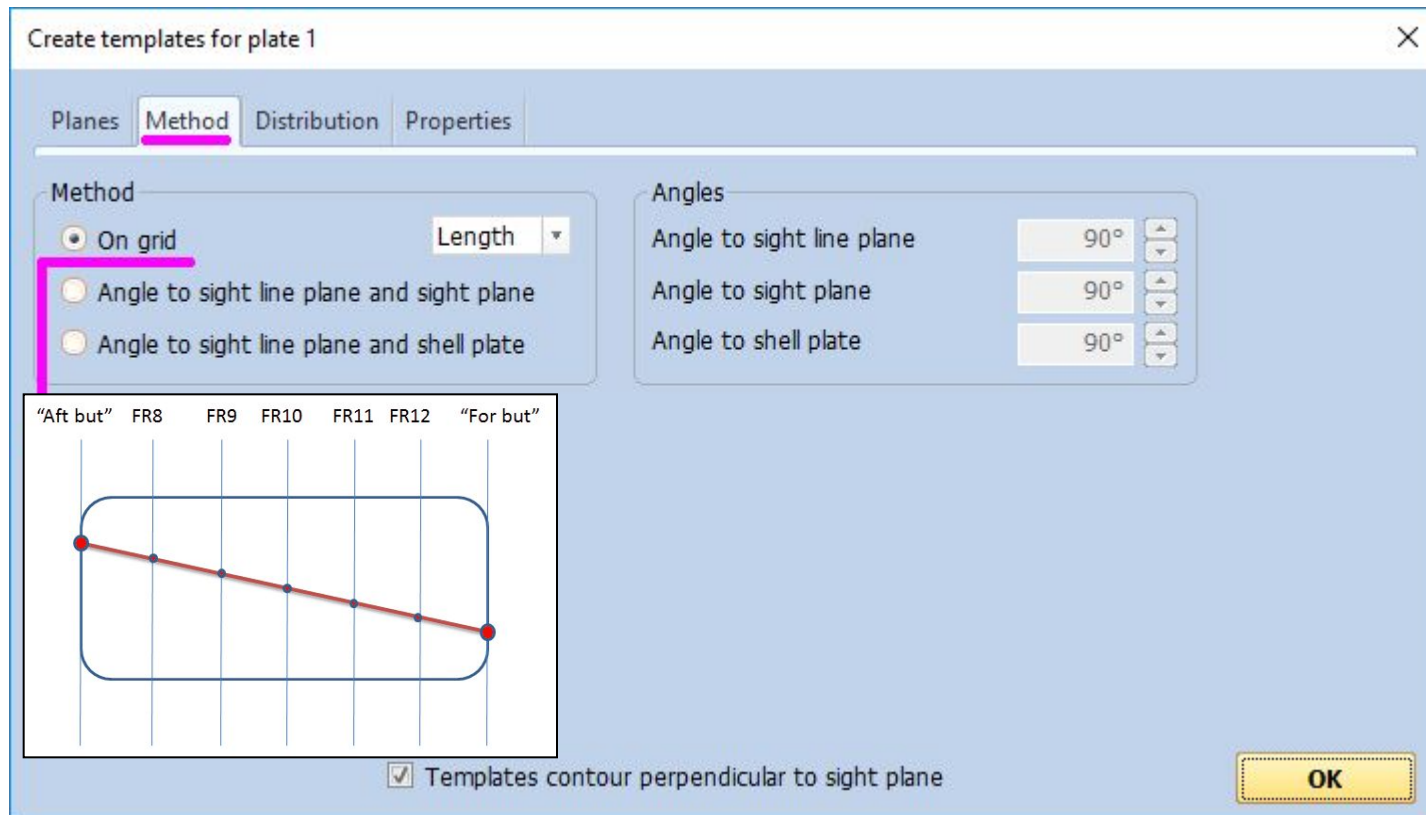 Create templates for plate 1
Planes Method Distribution Properties
Method
On grid Length
Angle to sight line plane and sight plane
Angle to sight line plane and shell plate
Angles
Angle to sight line plane 90°
Angle to sight plane 90°
Angle to shell plate 90°
“Aft but” FR8 FR9 FR10 FR11 FR12 “For but”
Templates contour perpendicular to sight plane
OK